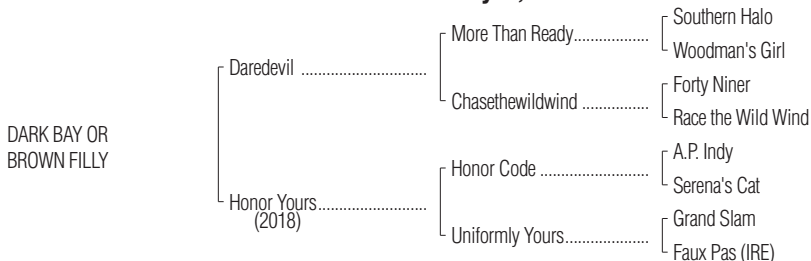 Southern Halo
More Than Ready.................
Woodman's Girl
Daredevil .............................
Forty Niner
Chasethewildwind ...............
Race the Wild Wind
DARK BAY OR
BROWN FILLY
A.P. Indy
Honor Code .........................
Serena's Cat
Honor Yours.........................
(2018)
Grand Slam
Uniformly Yours...................
Faux Pas (IRE)